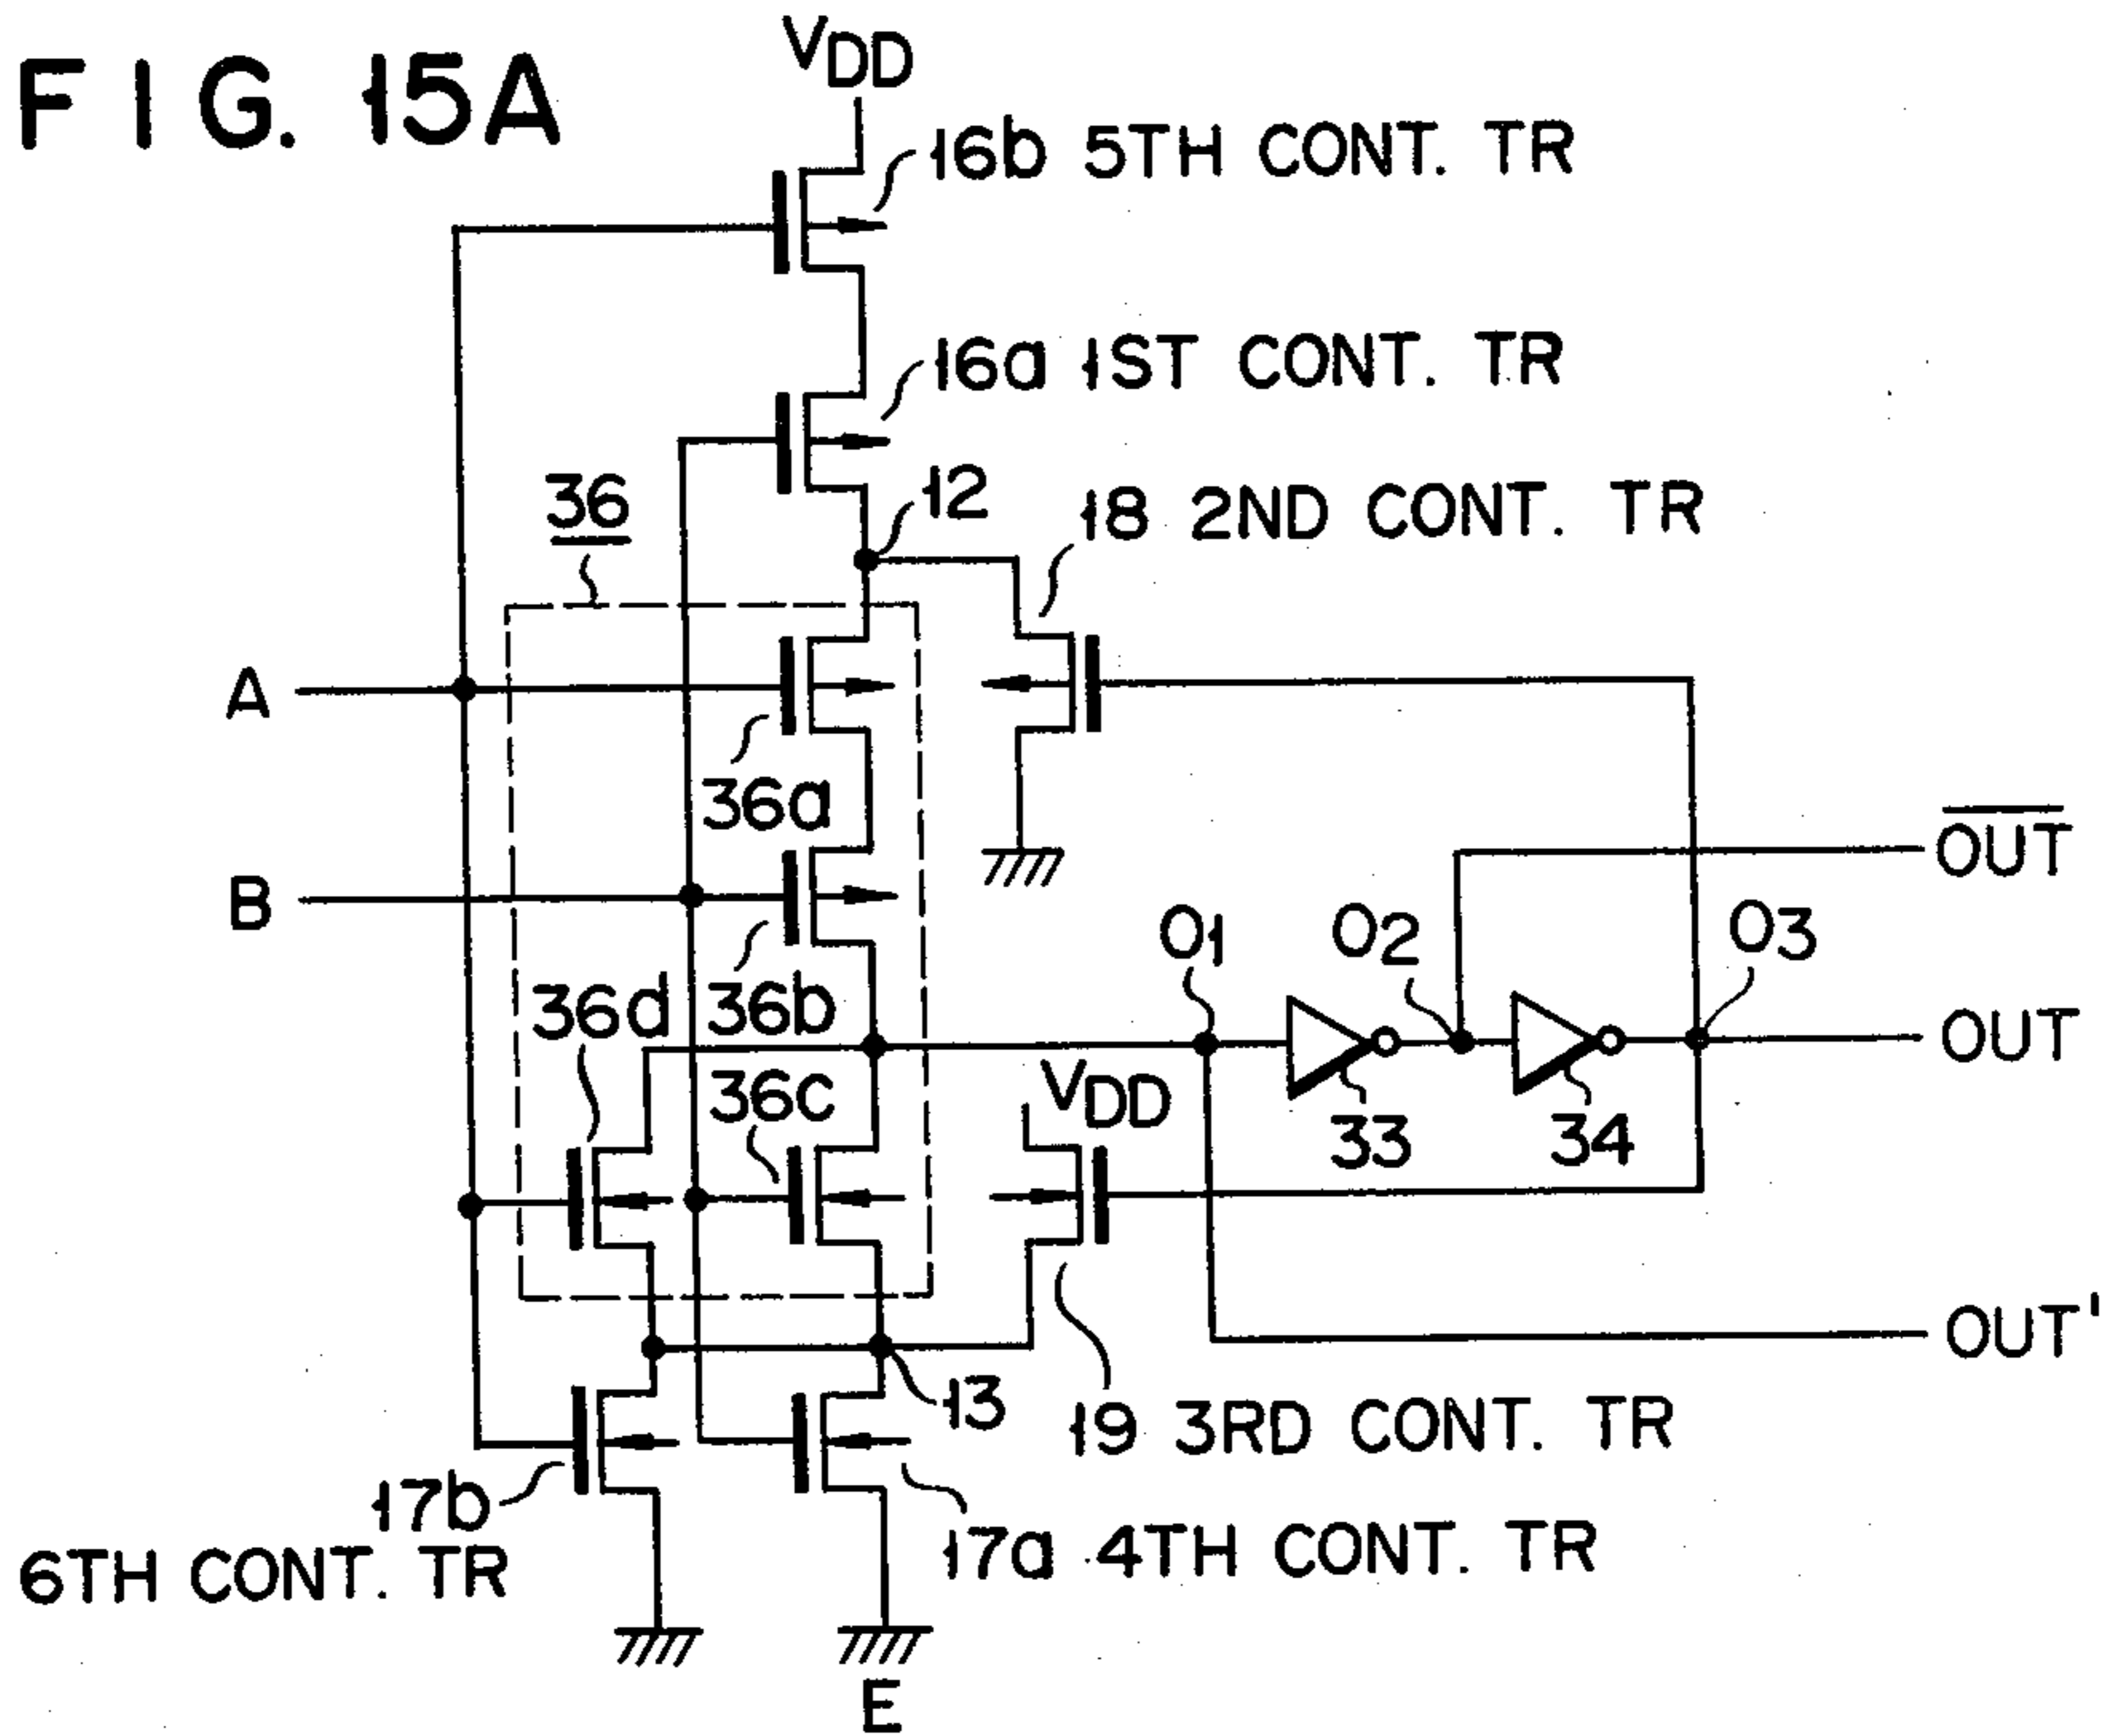 FIG. 15A
VDD
16b 5TH CONT. TR
16a 1ST CONT. TR
12
36
18 2ND CONT. TR
A
36a
OUT
B
O1
O2
O3
36d
36b
OUT
36c
VDD
33
34
OUT'
13
19 3RD CONT. TR
17b
6TH CONT. TR
17a 4TH CONT. TR
E